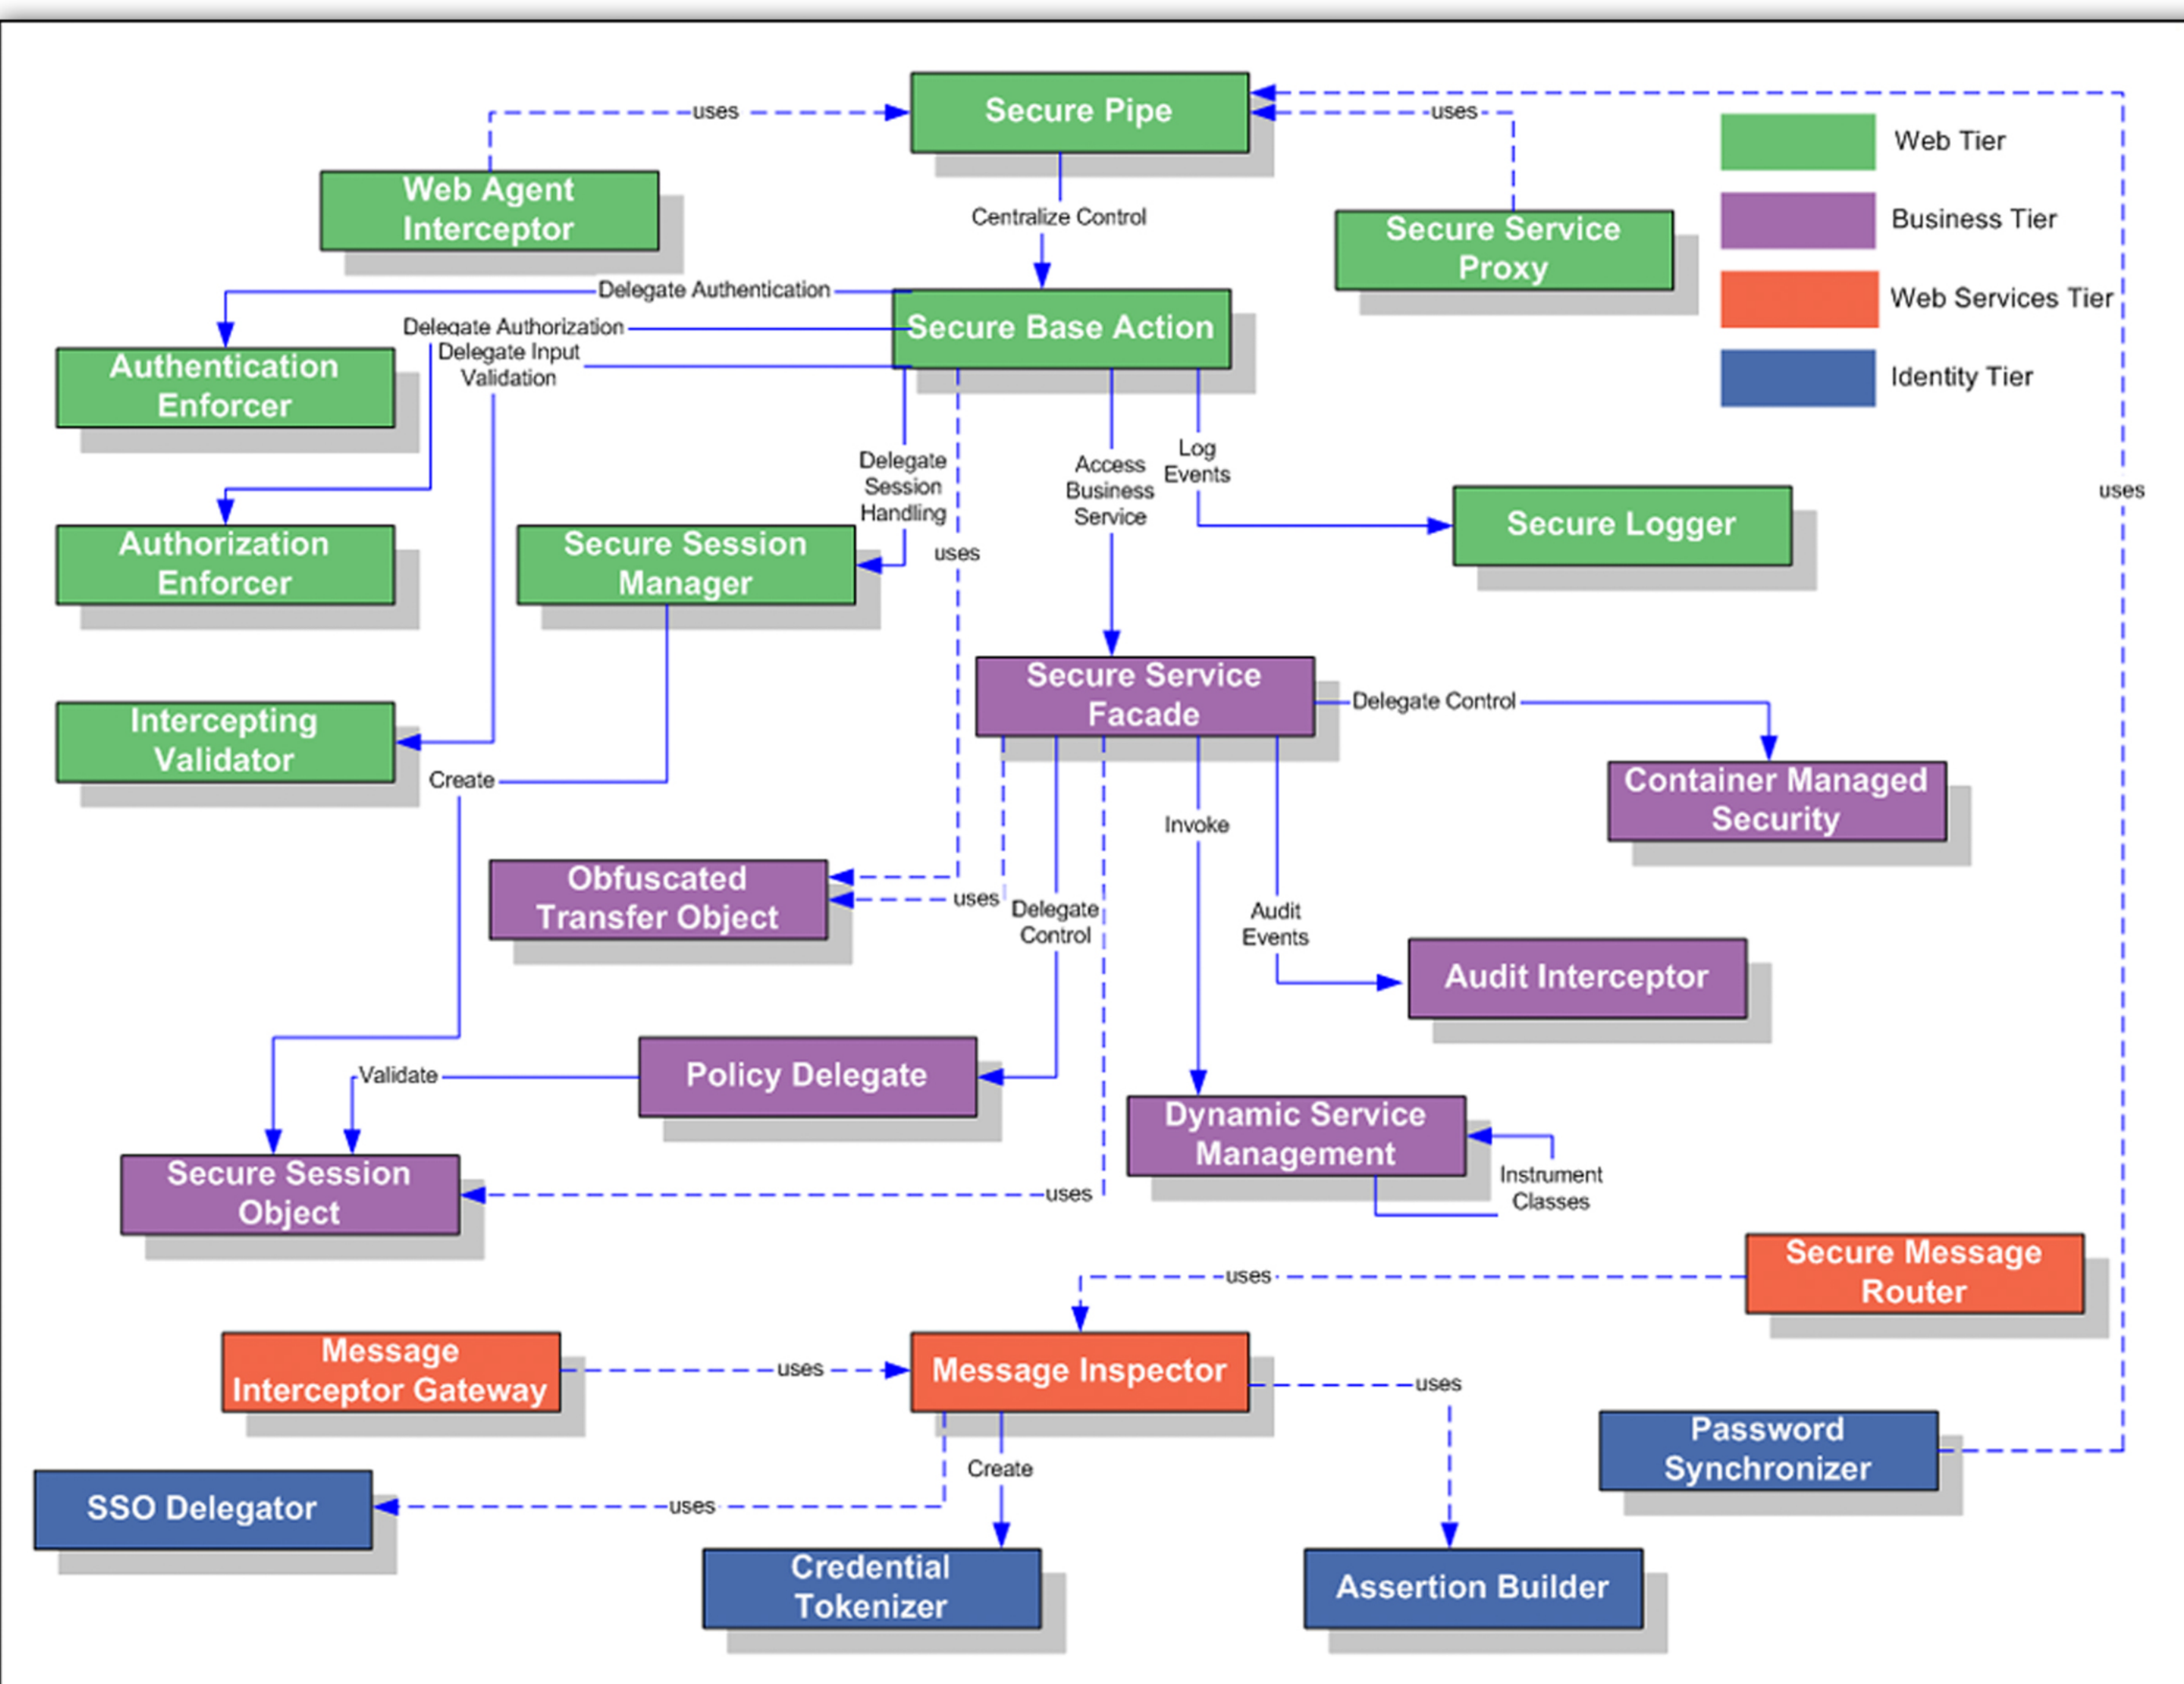 Secure Pipe
uses
uses
Web Tier
Web Agent
Interceptor
Centralize Control
Secure Service
Proxy
Business Tier
Web Services Tier
Identity Tier
Delegate Authentication
Secure Base Action
Delegate Authorization
Delegate Input
Validation
Authentication
Enforcer
Delegate
Session
Handling
Access
Business
Service
Log
Events
uses
Secure Logger
Authorization
Enforcer
Secure Session
Manager
uses
Secure Service
Facade
Delegate Control
Intercepting
Validator
Create
Container Managed
Security
Invoke
Obfuscated
Transfer Object
uses
Delegate
Control
Audit
Events
Audit Interceptor
Validate
Policy Delegate
Dynamic Service
Management
Instrument
Classes
Secure Session
Object
uses
Secure Message
Router
uses
Message
Interceptor Gateway
uses
Message Inspector
uses
Password
Synchronizer
Create
SSO Delegator
uses
Credential
Tokenizer
Assertion Builder